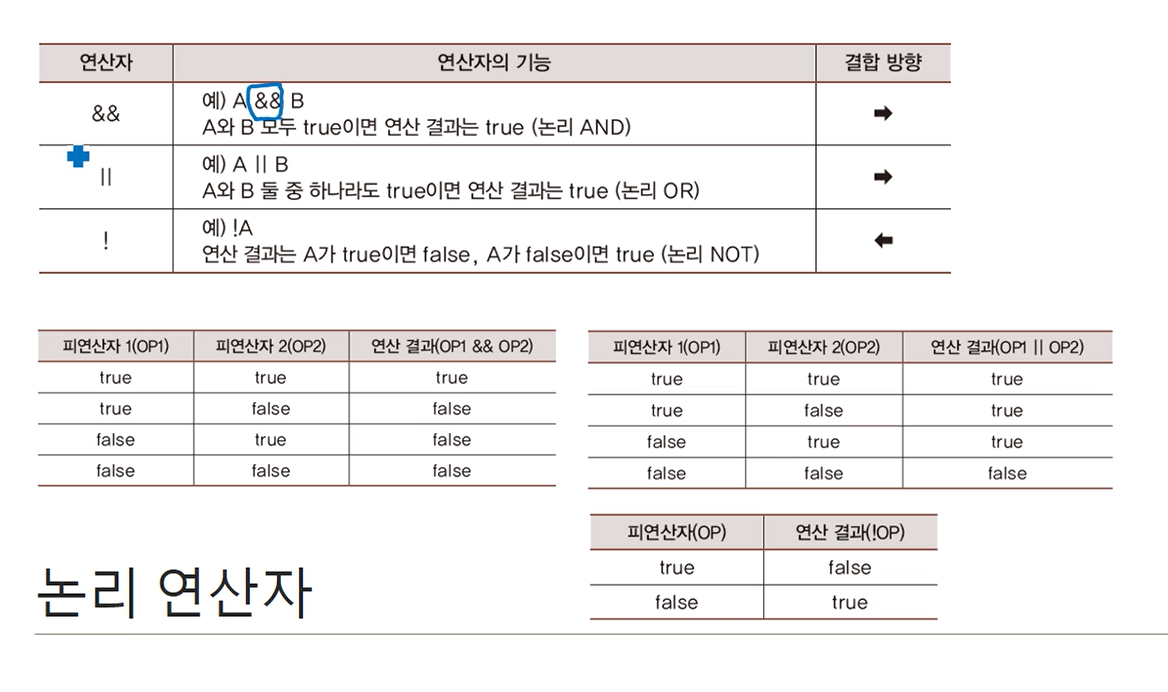 연산자 연산자의 기능 결합 방향
&& 예) A && B ➡
A와 B 모두 true이면 연산 결과는 true (논리 AND)
|| 예) A || B ➡
A와 B 둘 중 하나라도 true이면 연산 결과는 true (논리 OR)
! 예) !A ⬅
연산 결과는 A가 true이면 false, A가 false이면 true (논리 NOT)
피연산자 1(OP1) 피연산자 2(OP2) 연산 결과(OP1 && OP2)
true true true
true false false
false true false
false false false
피연산자 1(OP1) 피연산자 2(OP2) 연산 결과(OP1 || OP2)
true true true
true false true
false true true
false false false
피연산자(OP) 연산 결과(!OP)
true false
false true
논리 연산자